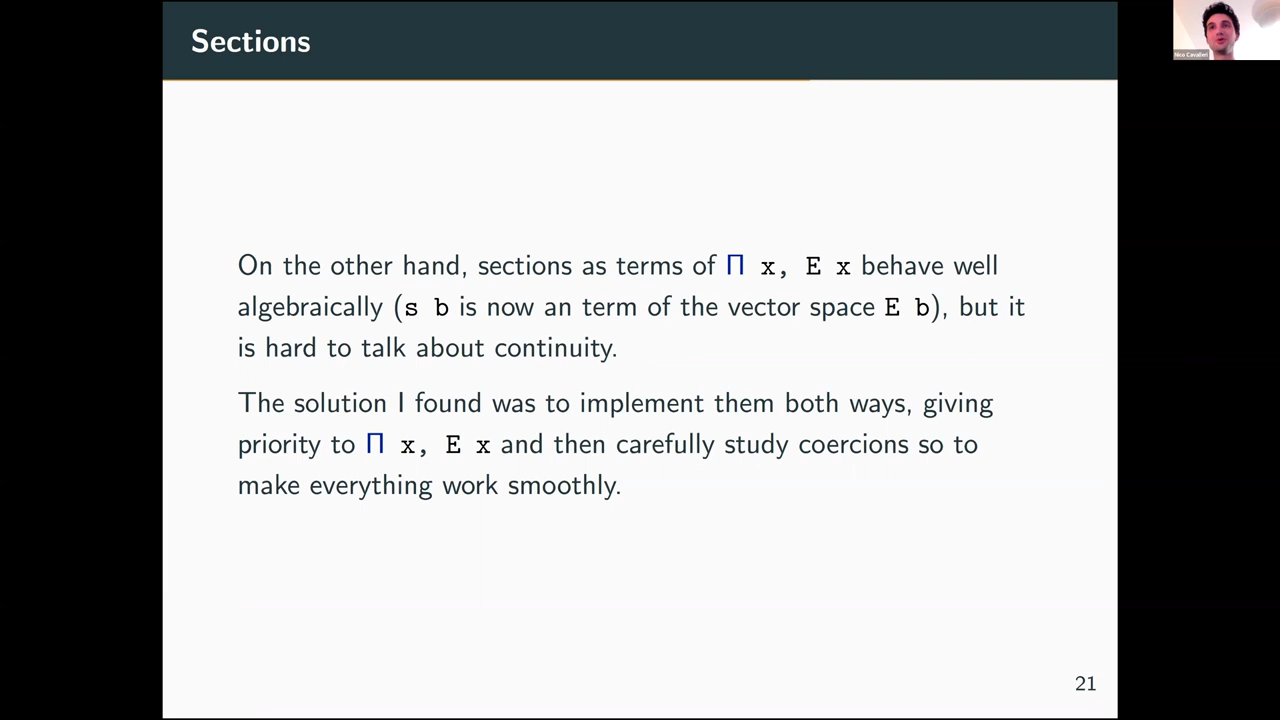 Sections
Nico Cavalleri
On the other hand, sections as terms of Π x, E x behave well
algebraically (s b is now an term of the vector space E b), but it
is hard to talk about continuity.
The solution I found was to implement them both ways, giving
priority to Π x, E x and then carefully study coercions so to
make everything work smoothly.
21